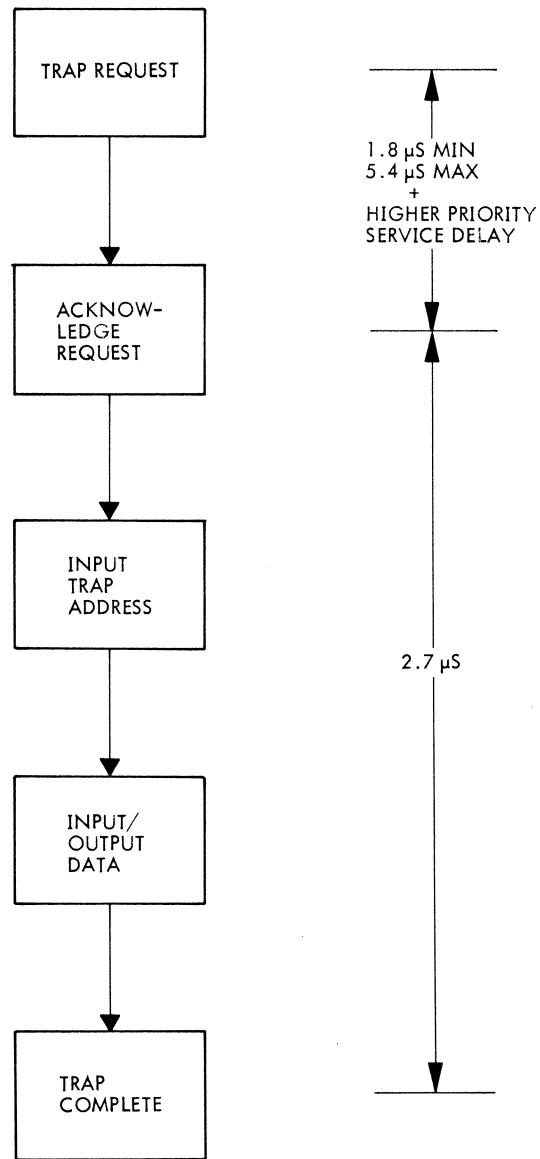 TRAP REQUEST
1.8 µS MIN
5.4 µS MAX
+
HIGHER PRIORITY
SERVICE DELAY
ACKNOW-
LEDGE
REQUEST
INPUT
TRAP
ADDRESS
2.7 µS
INPUT/
OUTPUT
DATA
TRAP
COMPLETE